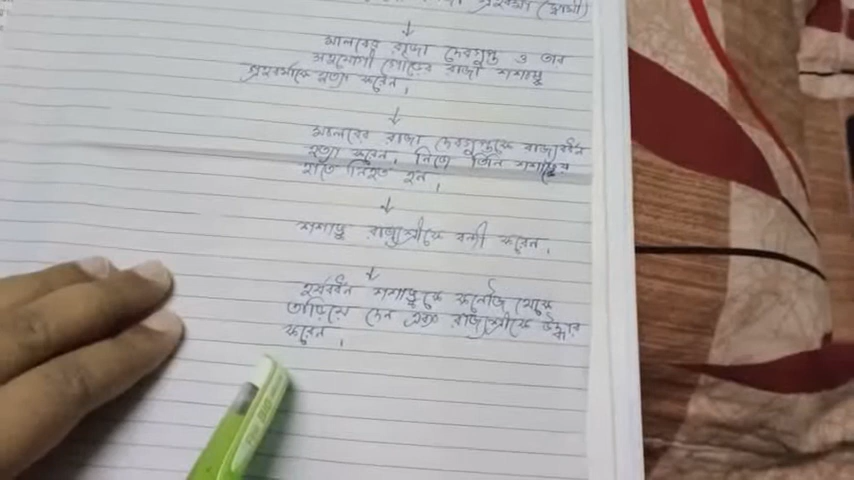 গ্রহবর্মা (স্বামী)
↓
মালবের রাজা দেবগুপ্ত ও তার
সহযোগী গৌড়ের রাজা শশাঙ্ক
গ্রহবর্মাকে হত্যা করেন।
↓
মালবের রাজা দেবগুপ্তকে রাজ্যবর্ধন
হত্যা করেন, নিজে তিনি শশাঙ্কের
হাতে নিহত হন।
↓
শশাঙ্ক রাজ্যশ্রীকে বন্দী করেন।
↓
হর্ষবর্ধন শশাঙ্ককে কনৌজ থেকে
তাড়িয়ে দেন এবং রাজ্যশ্রীকে উদ্ধার
করেন।